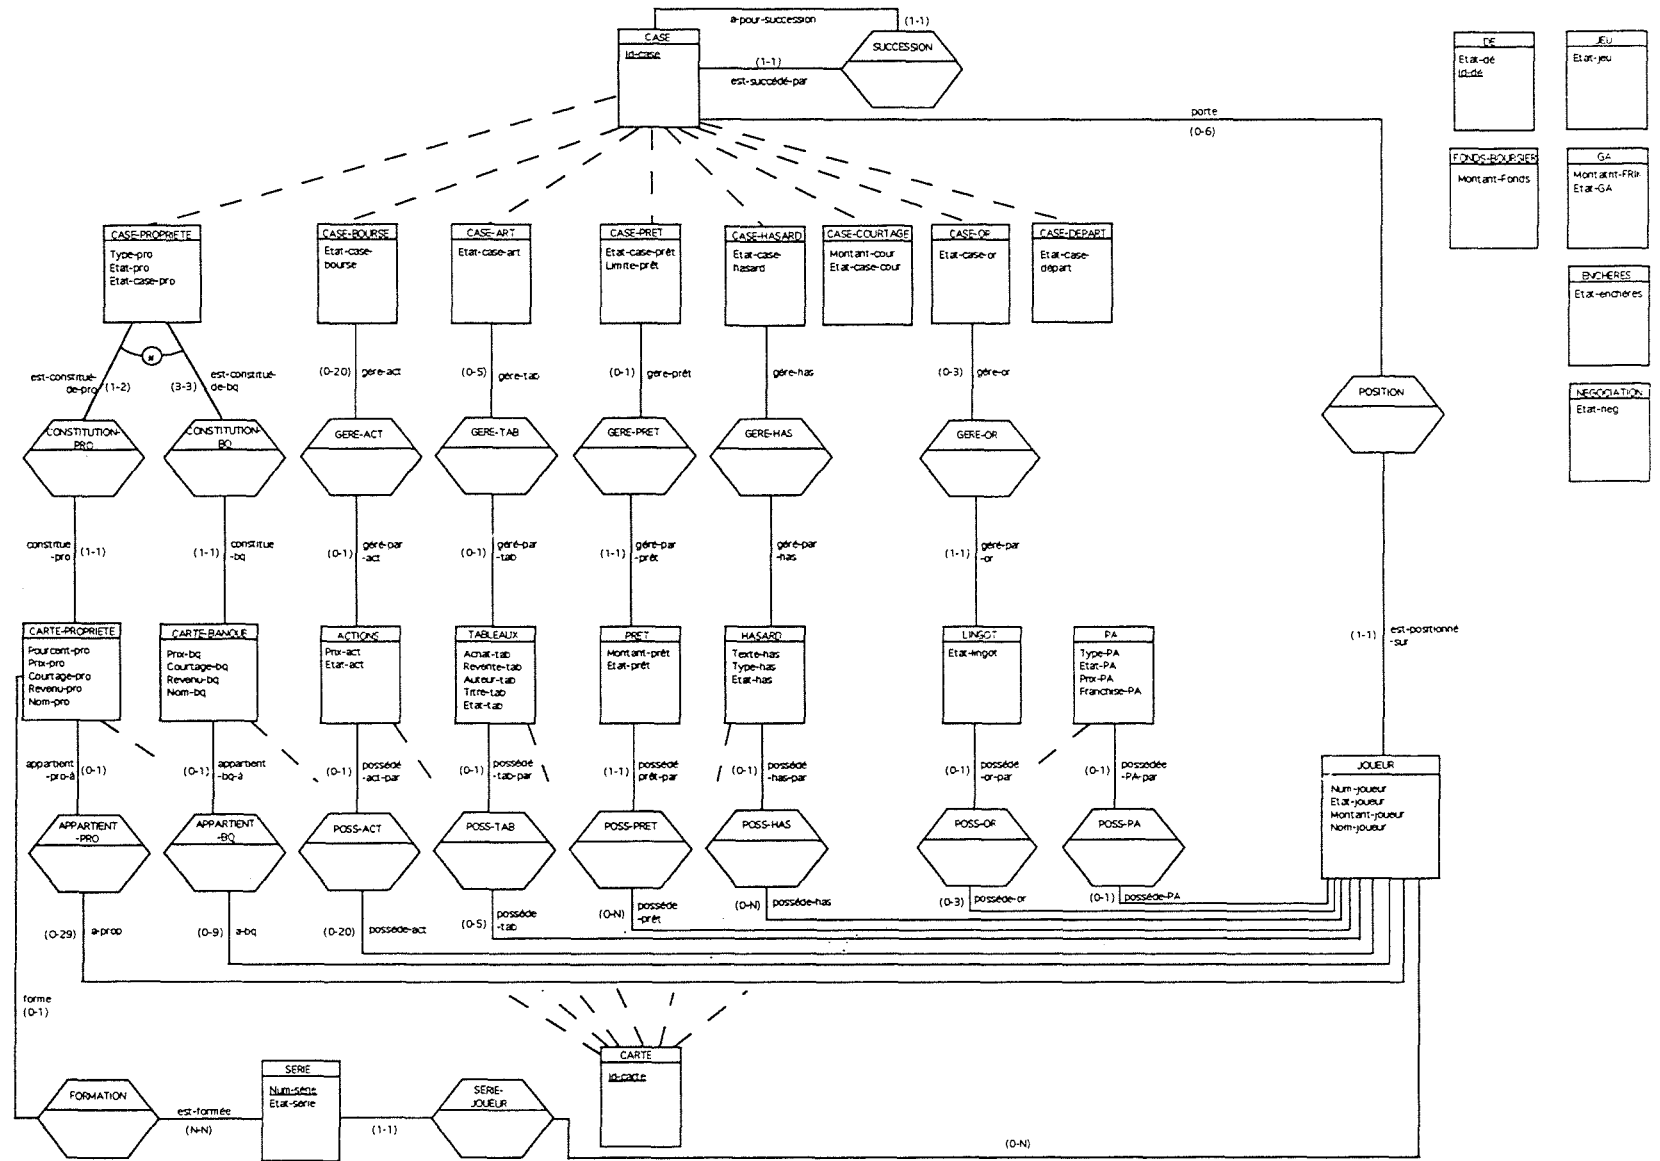 a-pour-succession
(1-1)
CASE
Id-case
SUCCESSION
(1-1)
est-succédé-par
porte
(0-6)
DE
Etat-dé
Id-dé
JEU
Etat-jeu
FONDS-BOURSIER
Montant-Fonds
GA
Etat-GA
ENCHERES
Etat-enchères
NEGOCIATION
Etat-neg
CASE-PROPRIETE
Type-pro
Etat-pro
Etat-case-pro
CASE-BOURSE
Etat-case-
bourse
CASE-ART
Etat-case-art
CASE-PRET
Etat-case-prêt
Limite-prêt
CASE-HASARD
Etat-case-
hasard
CASE-COURTAGE
Montant-cour
Etat-case-cour
CASE-OR
Etat-case-or
CASE-DEPART
Etat-case-
départ
est-constitué-
de-pro
(1-2)
(3-3)
est-constitué-
de-bq
(0-20)
gère-act
(0-5)
gère-tab
(0-1)
gère-prêt
gère-has
(0-3)
gère-or
CONSTITUTION-
PRO
CONSTITUTION-
BQ
GERE-ACT
GERE-TAB
GERE-PRET
GERE-HAS
GERE-OR
POSITION
constitue
-pro
(1-1)
(1-1)
constitue
-bq
(0-1)
géré-par
-act
(0-1)
géré-par
-tab
(1-1)
géré-par
-prêt
géré-par
-has
(1-1)
géré-par
-or
(1-1)
est-positionné
-sur
CARTE-PROPRIETE
Pourcent-pro
Prix-pro
Courtage-pro
Revenu-pro
Nom-pro
CARTE-BANQUE
Prix-bq
Courtage-bq
Revenu-bq
Nom-bq
ACTIONS
Prix-act
Etat-act
TABLEAUX
Achat-tab
Revente-tab
Auteur-tab
Titre-tab
Etat-tab
PRET
Montant-prêt
Etat-prêt
HASARD
Texte-has
Type-has
Etat-has
LINGOT
Etat-lingot
PA
Type-PA
Etat-PA
Prix-PA
Franchise-PA
JOUEUR
Num-joueur
Etat-joueur
Montant-joueur
Nom-joueur
appartient
-pro-à
(0-1)
(0-1)
appartient
-bq-à
(0-1)
possédé
-act-par
(0-1)
possédé
-tab-par
(1-1)
possédé
prêt-par
(0-1)
possédé
-has-par
(0-1)
possédé
-or-par
(0-1)
possédé
-PA-par
APPARTIENT
-PRO
APPARTIENT
-BQ
POSS-ACT
POSS-TAB
POSS-PRET
POSS-HAS
POSS-OR
POSS-PA
(0-29)
a-prop
(0-9)
a-bq
(0-20)
possède-act
(0-5)
possède
-tab
(0-N)
possède
-prêt
(0-N)
possède-has
(0-3)
possède-or
(0-1)
possède-PA
forme
(0-1)
CARTE
Id-carte
FORMATION
est-formée
(N-N)
SERIE
Num-série
Etat-série
(1-1)
SERIE-
JOUEUR
(0-N)